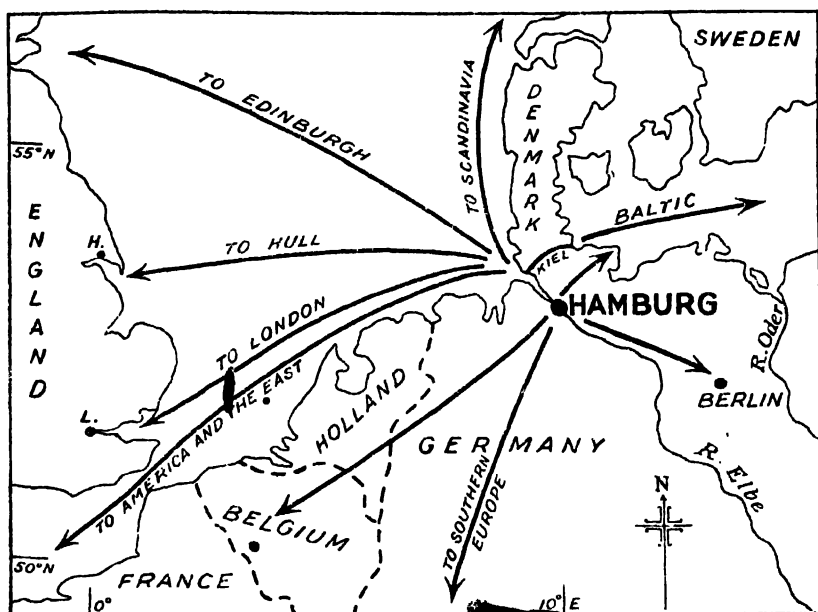 SWEDEN
DENMARK
TO EDINBURGH
TO SCANDINAVIA
55°N
ENGLAND
BALTIC
H.
TO HULL
KIEL
HAMBURG
R. Oder
TO LONDON
TO AMERICA AND THE EAST
HOLLAND
BERLIN
L.
GERMANY
R. Elbe
TO SOUTHERN
EUROPE
N
BELGIUM
50°N
FRANCE
0°
10° E